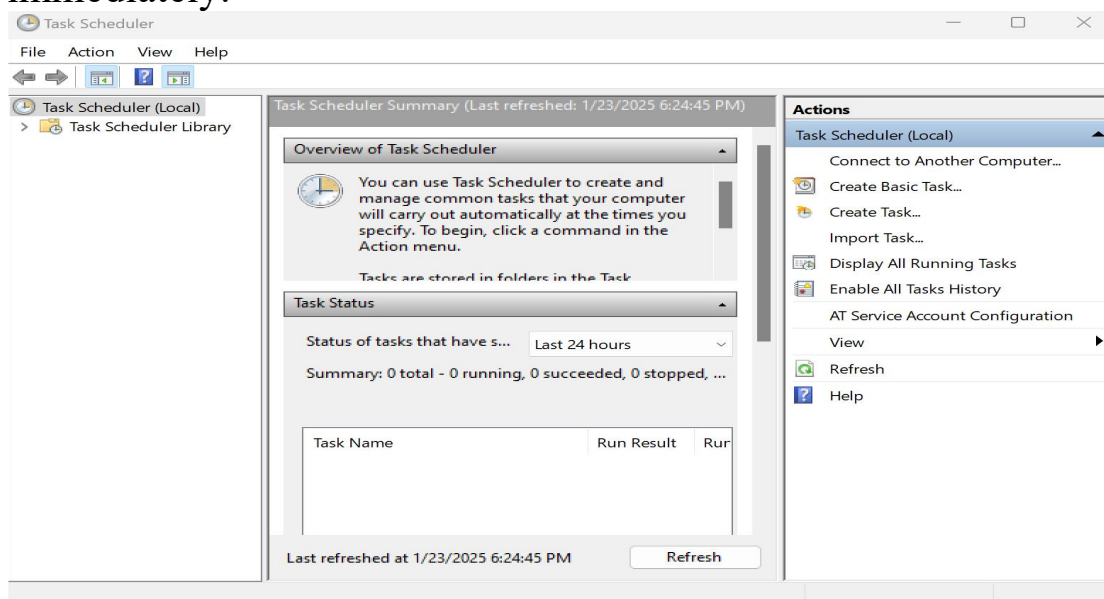 immediately.
Task Scheduler
File Action View Help
Task Scheduler (Local)
Task Scheduler Library
Task Scheduler Summary (Last refreshed: 1/23/2025 6:24:45 PM)
Overview of Task Scheduler
You can use Task Scheduler to create and
manage common tasks that your computer
will carry out automatically at the times you
specify. To begin, click a command in the
Action menu.
Tasks are stored in folders in the Task
Task Status
Status of tasks that have s... Last 24 hours
Summary: 0 total - 0 running, 0 succeeded, 0 stopped, ...
Task Name Run Result Run
Last refreshed at 1/23/2025 6:24:45 PM Refresh
Actions
Task Scheduler (Local)
Connect to Another Computer...
Create Basic Task...
Create Task...
Import Task...
Display All Running Tasks
Enable All Tasks History
AT Service Account Configuration
View
Refresh
Help